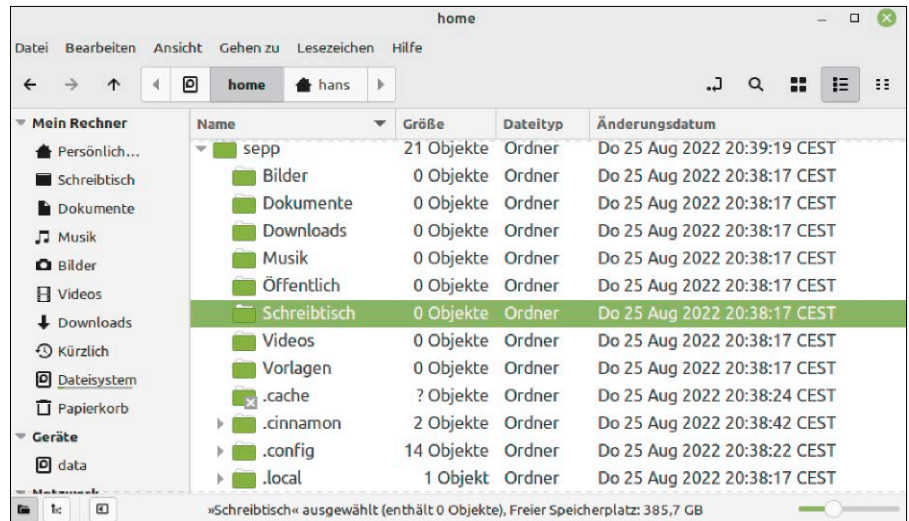 home
Datei Bearbeiten Ansicht Gehen zu Lesezeichen Hilfe
home hans
Mein Rechner
Persönlich...
Schreibtisch
Dokumente
Musik
Bilder
Videos
Downloads
Kürzlich
Dateisystem
Papierkorb
Geräte
data
Netzwerk
Name Größe Dateityp Änderungsdatum
sepp 21 Objekte Ordner Do 25 Aug 2022 20:39:19 CEST
Bilder 0 Objekte Ordner Do 25 Aug 2022 20:38:17 CEST
Dokumente 0 Objekte Ordner Do 25 Aug 2022 20:38:17 CEST
Downloads 0 Objekte Ordner Do 25 Aug 2022 20:38:17 CEST
Musik 0 Objekte Ordner Do 25 Aug 2022 20:38:17 CEST
Öffentlich 0 Objekte Ordner Do 25 Aug 2022 20:38:17 CEST
Schreibtisch 0 Objekte Ordner Do 25 Aug 2022 20:38:17 CEST
Videos 0 Objekte Ordner Do 25 Aug 2022 20:38:17 CEST
Vorlagen 0 Objekte Ordner Do 25 Aug 2022 20:38:17 CEST
.cache ? Objekte Ordner Do 25 Aug 2022 20:38:24 CEST
.cinnamon 2 Objekte Ordner Do 25 Aug 2022 20:38:42 CEST
.config 14 Objekte Ordner Do 25 Aug 2022 20:38:22 CEST
.local 1 Objekt Ordner Do 25 Aug 2022 20:38:17 CEST
»Schreibtisch« ausgewählt (enthält 0 Objekte), Freier Speicherplatz: 385,7 GB